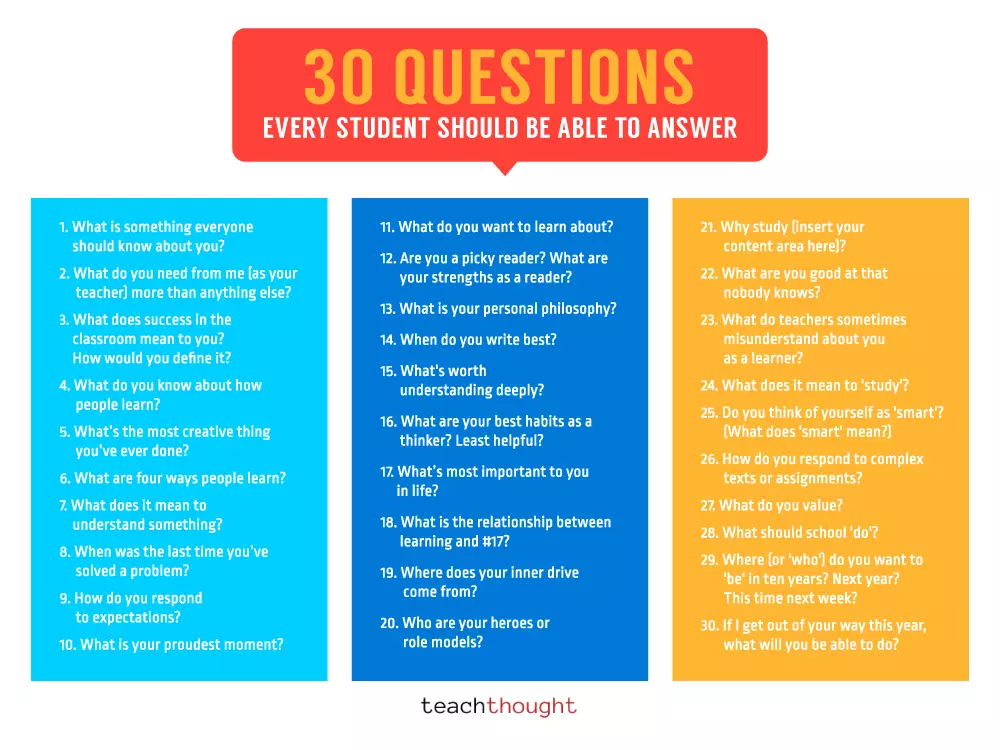 30 QUESTIONS
EVERY STUDENT SHOULD BE ABLE TO ANSWER
1. What is something everyone
should know about you?
2. What do you need from me (as your
teacher) more than anything else?
3. What does success in the
classroom mean to you?
How would you define it?
4. What do you know about how
people learn?
5. What's the most creative thing
you've ever done?
6. What are four ways people learn?
7. What does it mean to
understand something?
8. When was the last time you've
solved a problem?
9. How do you respond
to expectations?
10. What is your proudest moment?
11. What do you want to learn about?
12. Are you a picky reader? What are
your strengths as a reader?
13. What is your personal philosophy?
14. When do you write best?
15. What's worth
understanding deeply?
16. What are your best habits as a
thinker? Least helpful?
17. What's most important to you
in life?
18. What is the relationship between
learning and #17?
19. Where does your inner drive
come from?
20. Who are your heroes or
role models?
21. Why study (insert your
content area here)?
22. What are you good at that
nobody knows?
23. What do teachers sometimes
misunderstand about you
as a learner?
24. What does it mean to 'study'?
25. Do you think of yourself as 'smart'?
(What does 'smart' mean?)
26. How do you respond to complex
texts or assignments?
27. What do you value?
28. What should school 'do'?
29. Where (or 'who') do you want to
'be' in ten years? Next year?
This time next week?
30. If I get out of your way this year,
what will you be able to do?
teachthought